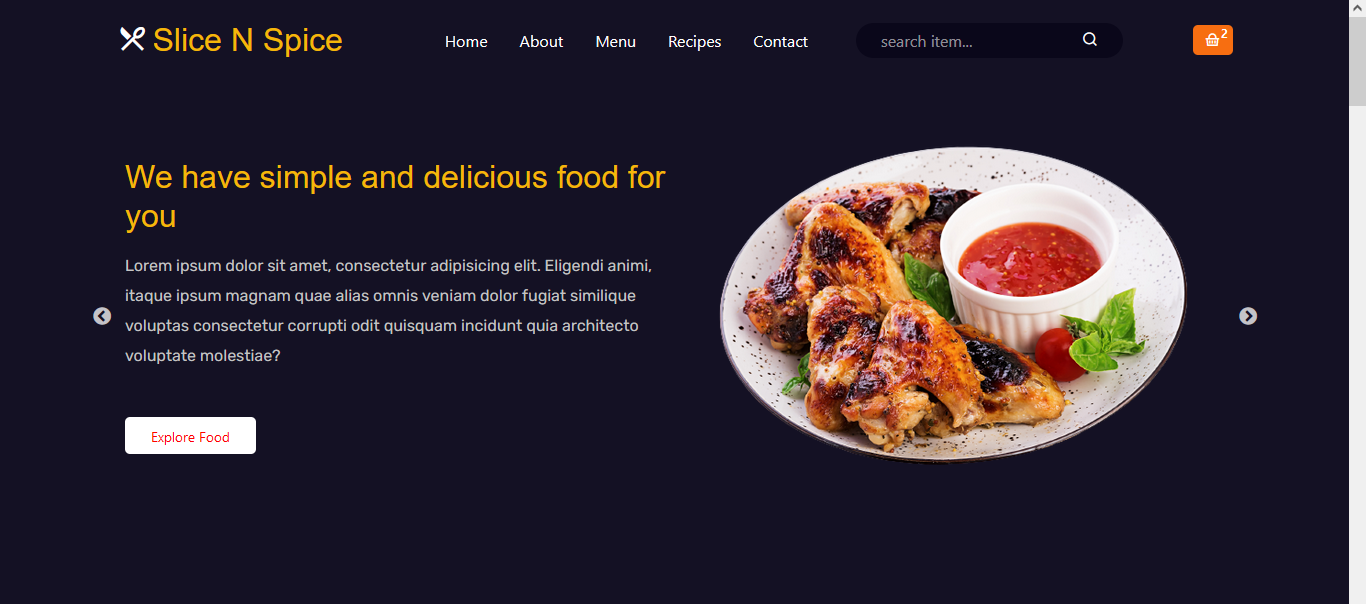 Slice N Spice
Home About Menu Recipes Contact
search item...
2
We have simple and delicious food for
you
Lorem ipsum dolor sit amet, consectetur adipisicing elit. Eligendi animi,
itaque ipsum magnam quae alias omnis veniam dolor fugiat similique
voluptas consectetur corrupti odit quisquam incidunt quia architecto
voluptate molestiae?
Explore Food